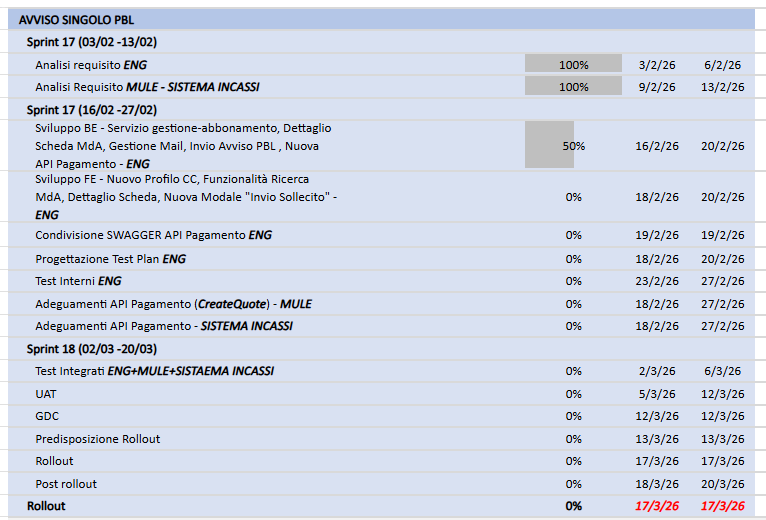 AVVISO SINGOLO PBL
Sprint 17 (03/02 -13/02)
Analisi requisito ENG 100% 3/2/26 6/2/26
Analisi Requisito MULE - SISTEMA INCASSI 100% 9/2/26 13/2/26
Sprint 17 (16/02 -27/02)
Sviluppo BE - Servizio gestione-abbonamento, Dettaglio
Scheda MdA, Gestione Mail, Invio Avviso PBL , Nuova 50% 16/2/26 20/2/26
API Pagamento - ENG
Sviluppo FE - Nuovo Profilo CC, Funzionalità Ricerca
MdA, Dettaglio Scheda, Nuova Modale "Invio Sollecito" - 0% 18/2/26 20/2/26
ENG
Condivisione SWAGGER API Pagamento ENG 0% 19/2/26 19/2/26
Progettazione Test Plan ENG 0% 18/2/26 20/2/26
Test Interni ENG 0% 23/2/26 27/2/26
Adeguamenti API Pagamento (CreateQuote) - MULE 0% 18/2/26 27/2/26
Adeguamenti API Pagamento - SISTEMA INCASSI 0% 18/2/26 27/2/26
Sprint 18 (02/03 -20/03)
Test Integrati ENG+MULE+SISTAEMA INCASSI 0% 2/3/26 6/3/26
UAT 0% 5/3/26 12/3/26
GDC 0% 12/3/26 12/3/26
Predisposizione Rollout 0% 13/3/26 13/3/26
Rollout 0% 17/3/26 17/3/26
Post rollout 0% 18/3/26 20/3/26
Rollout 0% 17/3/26 17/3/26